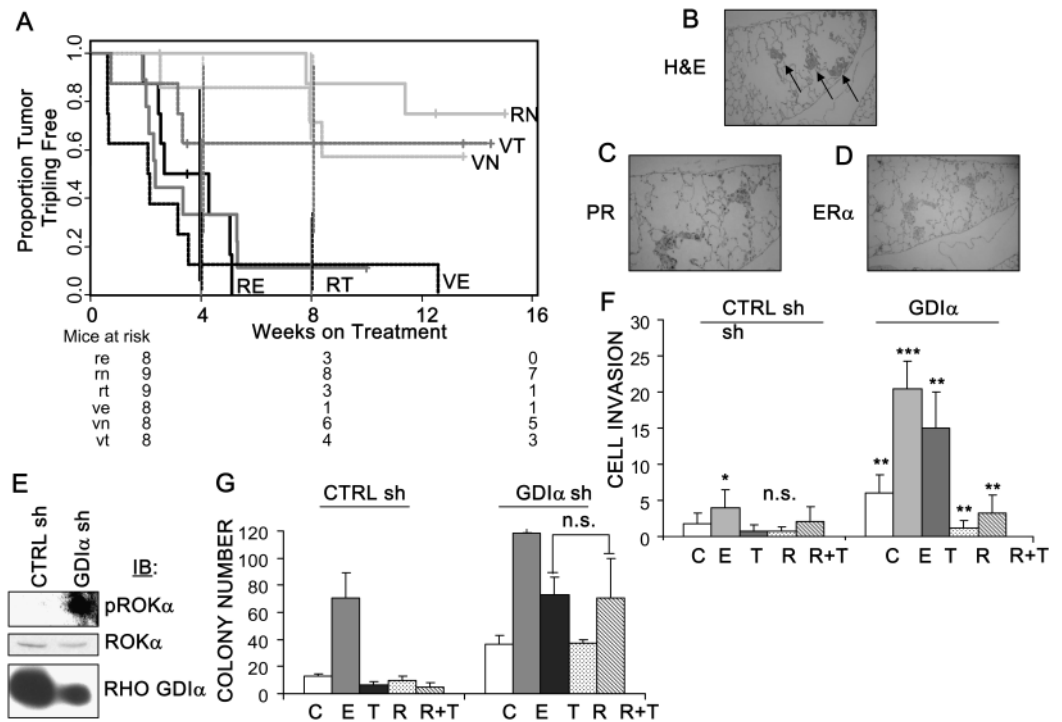 A
Proportion Tumor
Tripling Free
1.0
0.8
0.6
0.4
0.2
0.0
RN
VT
VN
RE
RT
VE
0 4 8 12 16
Weeks on Treatment
Mice at risk
re 8 3 0
rn 9 8 7
rt 9 3 1
ve 8 1 1
vn 8 6 5
vt 8 4 3
B
H&E
C
PR
D
ERα
E
CTRL sh
GDIα sh
IB:
pROKα
ROKα
RHO GDIα
G
CTRL sh
GDIα sh
n.s.
COLONY NUMBER
120
100
80
60
40
20
0
C E T R R+T C E T R R+T
F
CTRL sh
sh
GDIα
CELL INVASION
30
25
20
15
10
5
0
*
n.s.
**
***
**
**
**
C E T R R+T C E T R R+T